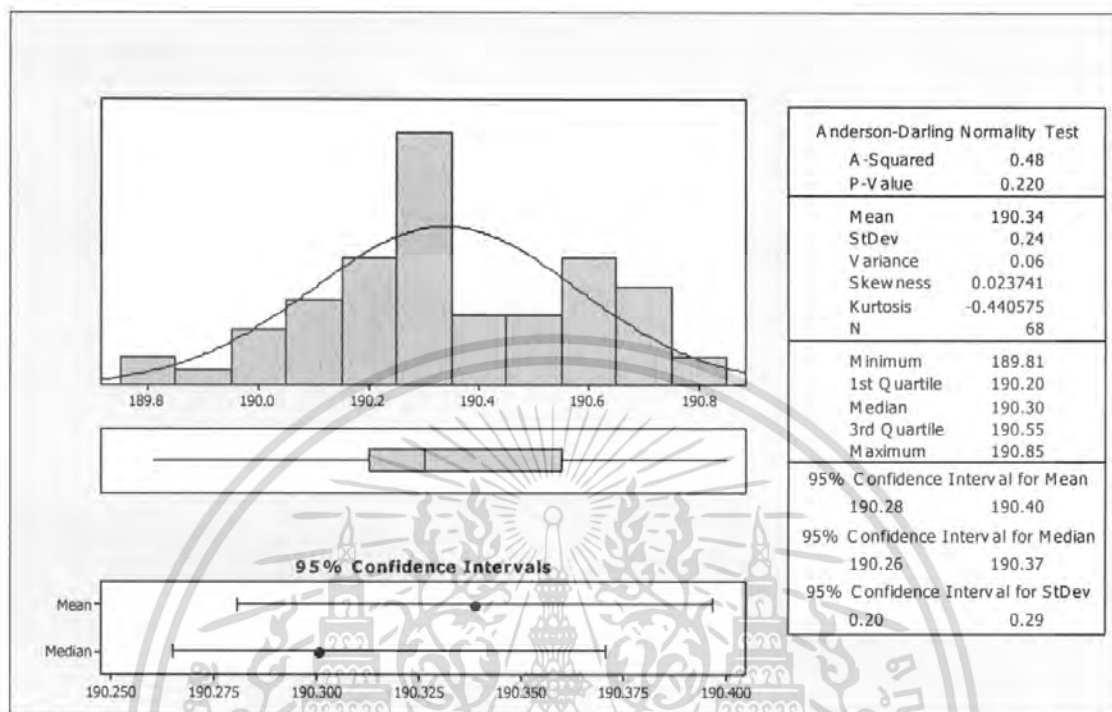 189.8 190.0 190.2 190.4 190.6 190.8
95% Confidence Intervals
Mean
Median
190.250 190.275 190.300 190.325 190.350 190.375 190.400
Anderson-Darling Normality Test
A-Squared 0.48
P-Value 0.220
Mean 190.34
StDev 0.24
Variance 0.06
Skewness 0.023741
Kurtosis -0.440575
N 68
Minimum 189.81
1st Quartile 190.20
Median 190.30
3rd Quartile 190.55
Maximum 190.85
95% Confidence Interval for Mean
190.28 190.40
95% Confidence Interval for Median
190.26 190.37
95% Confidence Interval for StDev
0.20 0.29